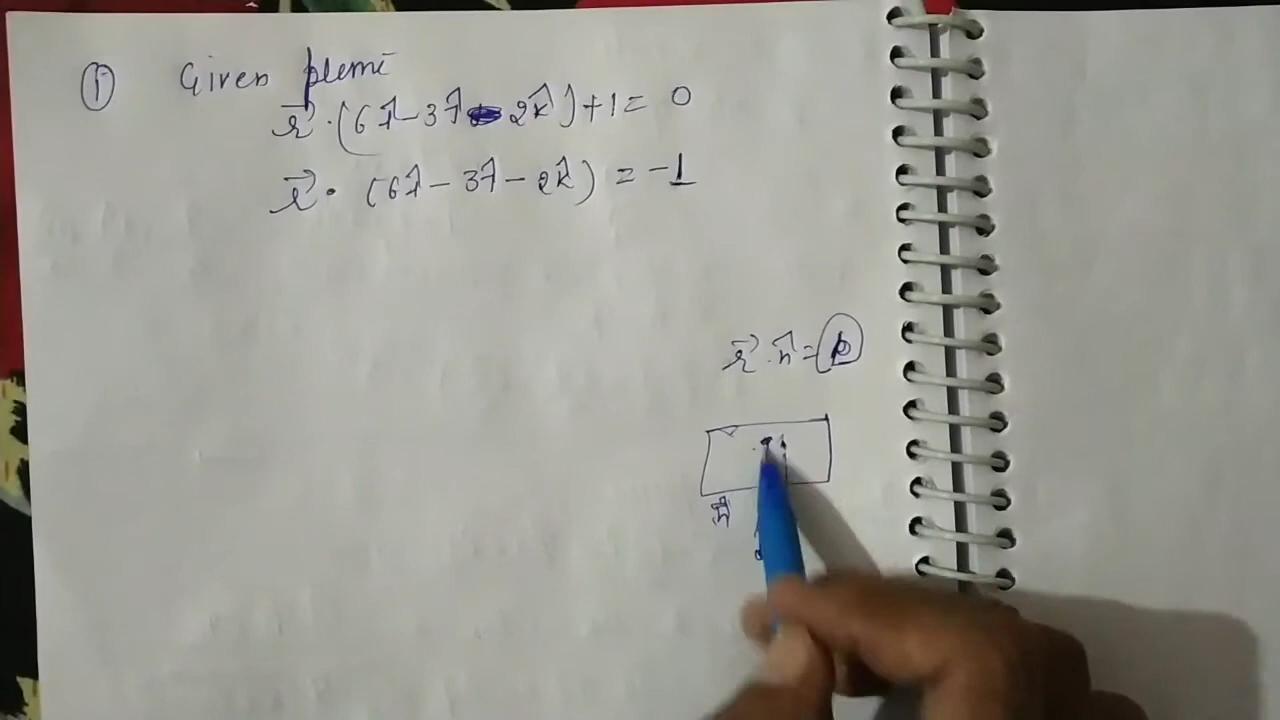 ① Given plane
r⃗ · (6î - 3ĵ - 2k̂) + 1 = 0
r⃗ · (6î - 3ĵ - 2k̂) = -1
r⃗ · n̂ = p
n⃗